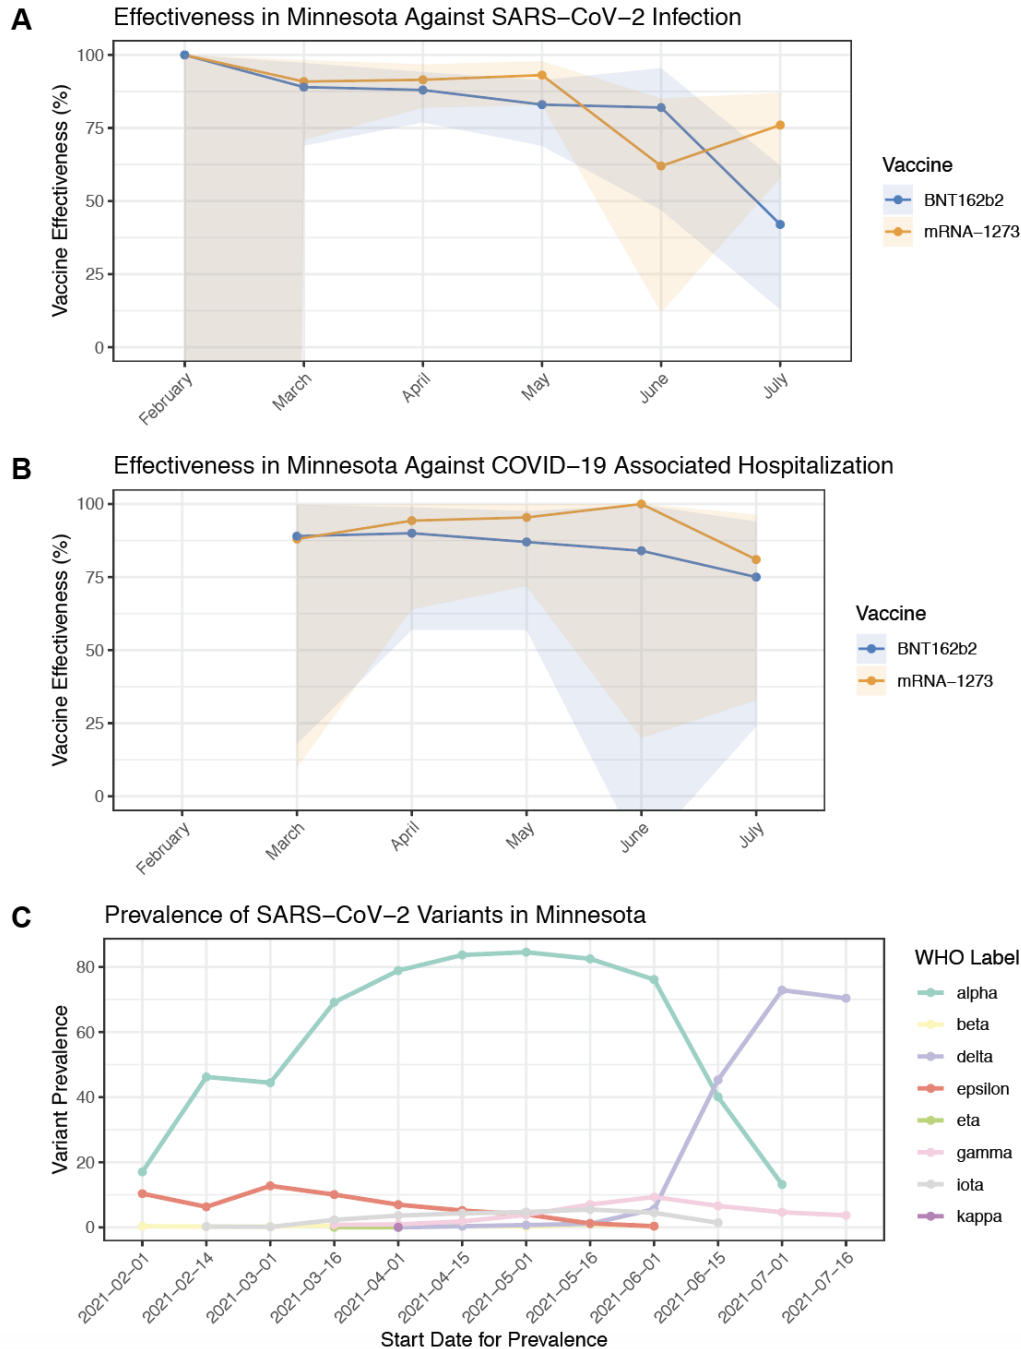 A
Effectiveness in Minnesota Against SARS−CoV−2 Infection
Vaccine Effectiveness (%)
100
75
50
25
0
February
March
April
May
June
July
Vaccine
BNT162b2
mRNA−1273
B
Effectiveness in Minnesota Against COVID−19 Associated Hospitalization
Vaccine Effectiveness (%)
100
75
50
25
0
February
March
April
May
June
July
Vaccine
BNT162b2
mRNA−1273
C
Prevalence of SARS−CoV−2 Variants in Minnesota
Variant Prevalence
80
60
40
20
0
2021−02−01
2021−02−14
2021−03−01
2021−03−16
2021−04−01
2021−04−15
2021−05−01
2021−05−16
2021−06−01
2021−06−15
2021−07−01
2021−07−16
Start Date for Prevalence
WHO Label
alpha
beta
delta
epsilon
eta
gamma
iota
kappa